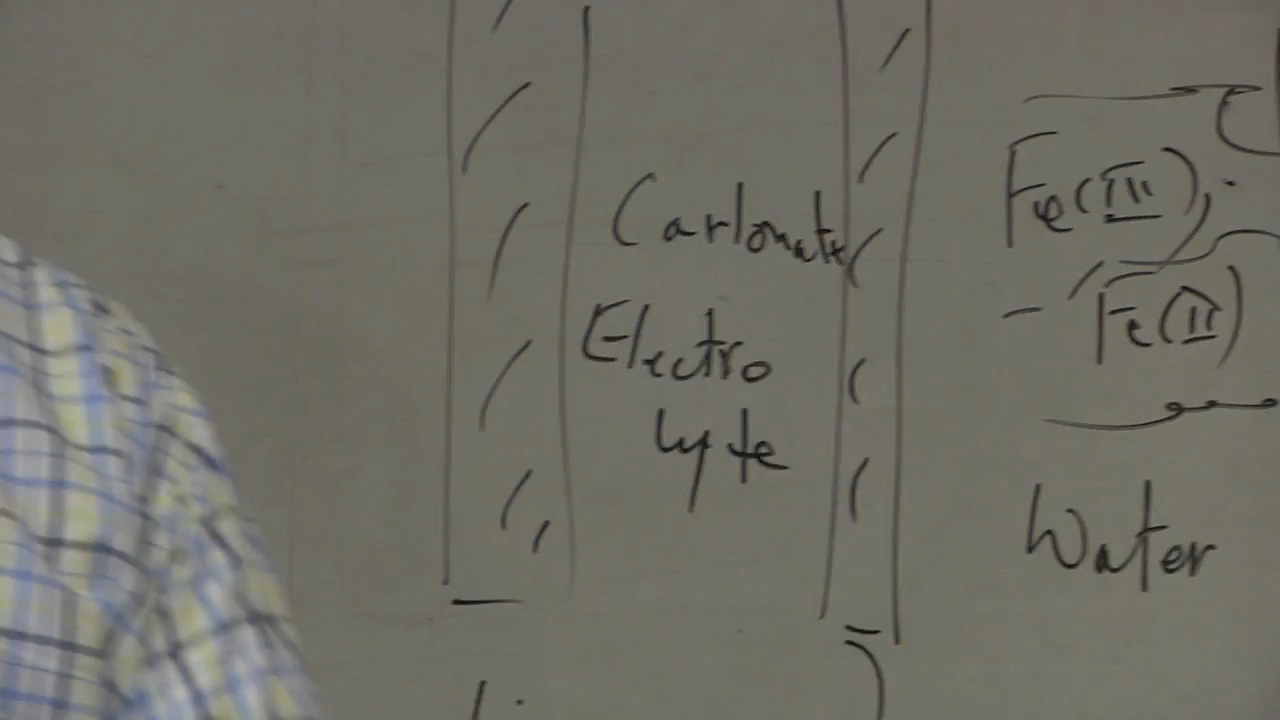 Carbonate
Electro
lyte
Fe(III)
Fe(II)
Water